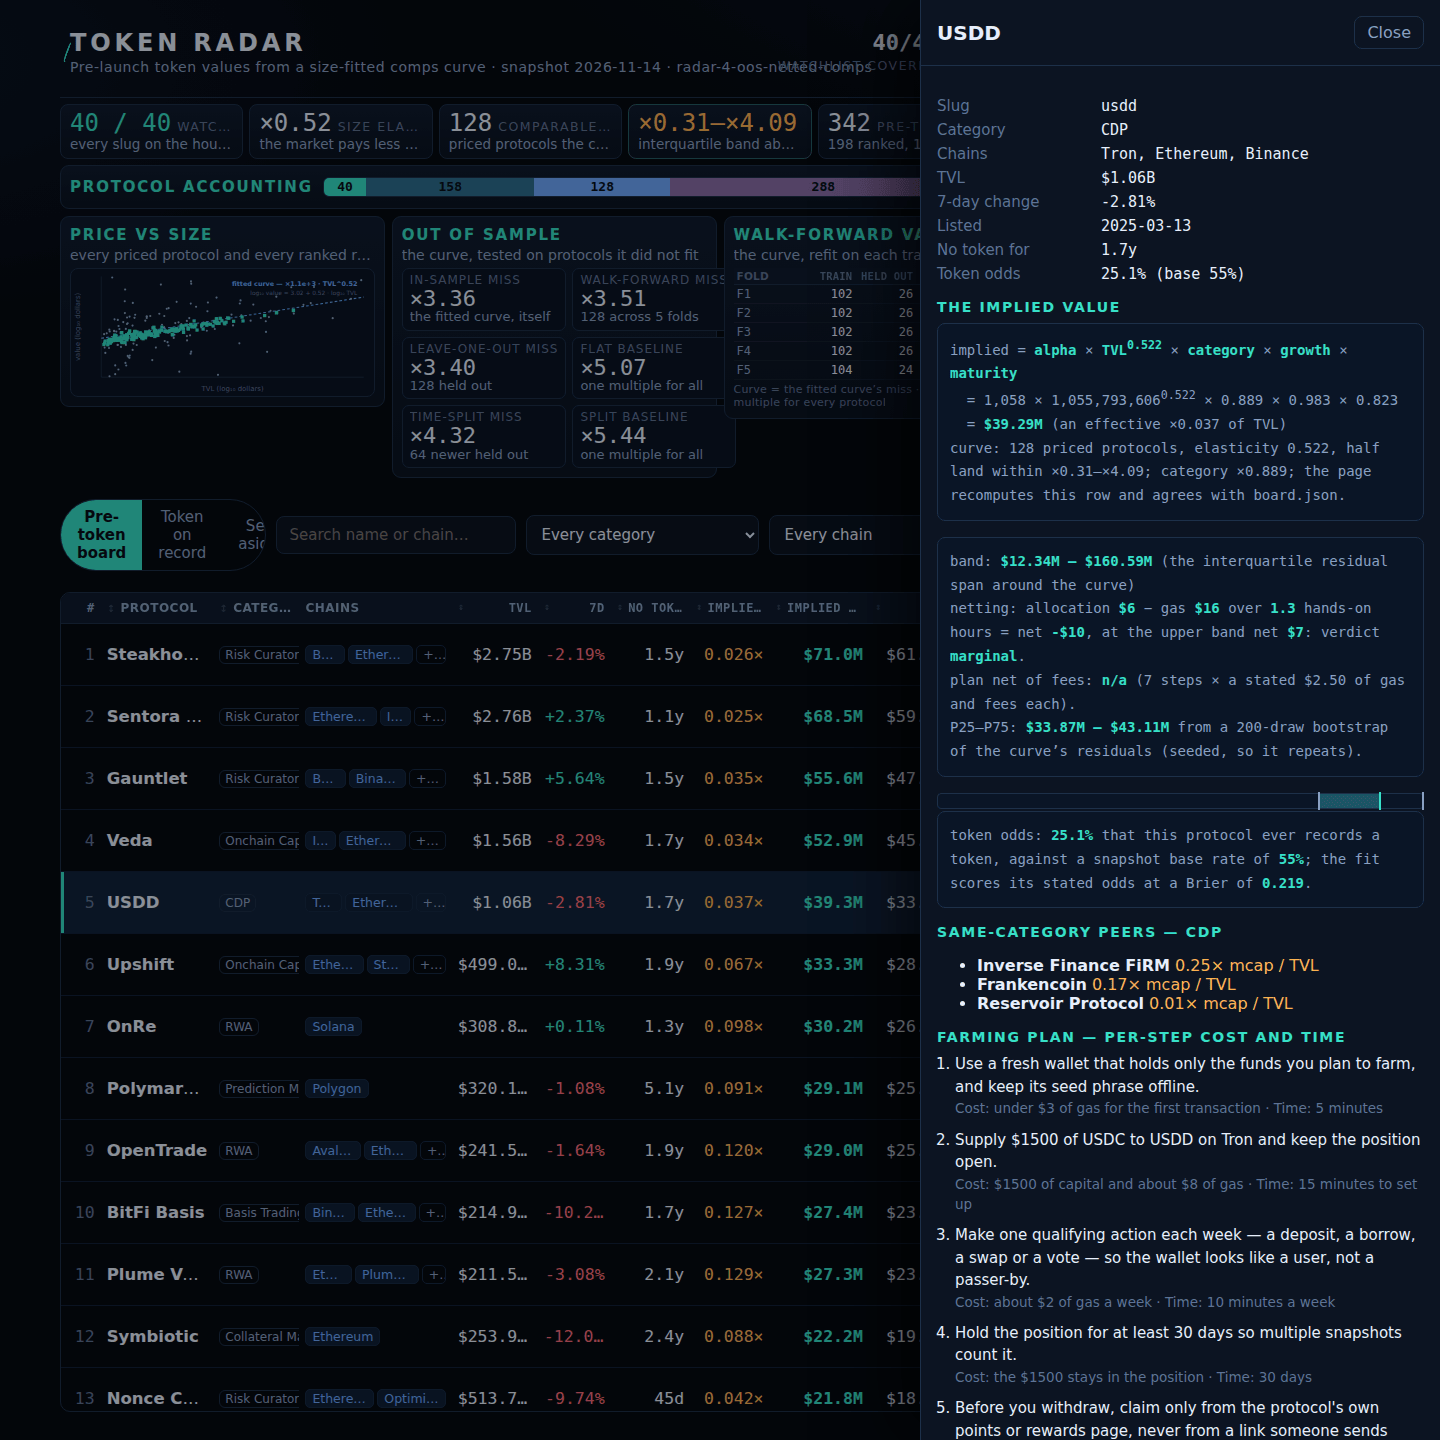 TOKEN RADAR
Pre-launch token values from a size-fitted comps curve · snapshot 2026-11-14 · radar-4-oos-netted-comps
40/4
40 / 40 WATC…
every slug on the hou…
×0.52 SIZE ELA…
the market pays less …
128 COMPARABLE…
priced protocols the c…
×0.31—×4.09
interquartile band ab…
342 PRE-T
198 ranked, 1
PROTOCOL ACCOUNTING
40 158 128 288
PRICE VS SIZE
every priced protocol and every ranked r…
value (log₁₀ dollars)
TVL (log₁₀ dollars)
OUT OF SAMPLE
the curve, tested on protocols it did not fit
IN-SAMPLE MISS
×3.36
the fitted curve, itself
WALK-FORWARD MISS
×3.51
128 across 5 folds
LEAVE-ONE-OUT MISS
×3.40
128 held out
FLAT BASELINE
×5.07
one multiple for all
TIME-SPLIT MISS
×4.32
64 newer held out
SPLIT BASELINE
×5.44
one multiple for all
WALK-FORWARD VA
the curve, refit on each tra
FOLD TRAIN HELD OUT
F1 102 26
F2 102 26
F3 102 26
F4 102 26
F5 104 24
Curve = the fitted curve's miss
multiple for every protocol
Pre-token board
Token on record
Se
asic
Search name or chain…
Every category
Every chain
# PROTOCOL CATEG… CHAINS TVL 7D NO TOK… IMPLIE… IMPLIED …
1 Steakho… Risk Curator B… Ether… +… $2.75B -2.19% 1.5y 0.026× $71.0M $61
2 Sentora … Risk Curator Ethere… I… +… $2.76B +2.37% 1.1y 0.025× $68.5M $59
3 Gauntlet Risk Curator B… Bina… +… $1.58B +5.64% 1.5y 0.035× $55.6M $47
4 Veda Onchain Cap I… Ether… +… $1.56B -8.29% 1.7y 0.034× $52.9M $45
5 USDD CDP T… Ether… +… $1.06B -2.81% 1.7y 0.037× $39.3M $33
6 Upshift Onchain Cap Ethe… St… +… $499.0… +8.31% 1.9y 0.067× $33.3M $28
7 OnRe RWA Solana $308.8… +0.11% 1.3y 0.098× $30.2M $26
8 Polymar… Prediction M Polygon $320.1… -1.08% 5.1y 0.091× $29.1M $25
9 OpenTrade RWA Aval… Eth… +… $241.5… -1.64% 1.9y 0.120× $29.0M $25
10 BitFi Basis Basis Trading Bin… Ethe… +… $214.9… -10.2… 1.7y 0.127× $27.4M $23
11 Plume V… RWA Et… Plum… +… $211.5… -3.08% 2.1y 0.129× $27.3M $23
12 Symbiotic Collateral Ma Ethereum $253.9… -12.0… 2.4y 0.088× $22.2M $19
13 Nonce C… Risk Curator Ethere… Optimi… $513.7… -9.74% 45d 0.042× $21.8M $18
USDD
Close
Slug usdd
Category CDP
Chains Tron, Ethereum, Binance
TVL $1.06B
7-day change -2.81%
Listed 2025-03-13
No token for 1.7y
Token odds 25.1% (base 55%)
THE IMPLIED VALUE
implied = alpha × TVL^0.522 × category × growth ×
maturity
= 1,058 × 1,055,793,606^0.522 × 0.889 × 0.983 × 0.823
= $39.29M (an effective ×0.037 of TVL)
curve: 128 priced protocols, elasticity 0.522, half
land within ×0.31—×4.09; category ×0.889; the page
recomputes this row and agrees with board.json.
band: $12.34M — $160.59M (the interquartile residual
span around the curve)
netting: allocation $6 − gas $16 over 1.3 hands-on
hours = net -$10, at the upper band net $7: verdict
marginal.
plan net of fees: n/a (7 steps × a stated $2.50 of gas
and fees each).
P25—P75: $33.87M — $43.11M from a 200-draw bootstrap
of the curve's residuals (seeded, so it repeats).
token odds: 25.1% that this protocol ever records a
token, against a snapshot base rate of 55%; the fit
scores its stated odds at a Brier of 0.219.
SAME-CATEGORY PEERS — CDP
• Inverse Finance FiRM 0.25× mcap / TVL
• Frankencoin 0.17× mcap / TVL
• Reservoir Protocol 0.01× mcap / TVL
FARMING PLAN — PER-STEP COST AND TIME
1. Use a fresh wallet that holds only the funds you plan to farm,
and keep its seed phrase offline.
Cost: under $3 of gas for the first transaction · Time: 5 minutes
2. Supply $1500 of USDC to USDD on Tron and keep the position
open.
Cost: $1500 of capital and about $8 of gas · Time: 15 minutes to set
up
3. Make one qualifying action each week — a deposit, a borrow,
a swap or a vote — so the wallet looks like a user, not a
passer-by.
Cost: about $2 of gas a week · Time: 10 minutes a week
4. Hold the position for at least 30 days so multiple snapshots
count it.
Cost: the $1500 stays in the position · Time: 30 days
5. Before you withdraw, claim only from the protocol's own
points or rewards page, never from a link someone sends